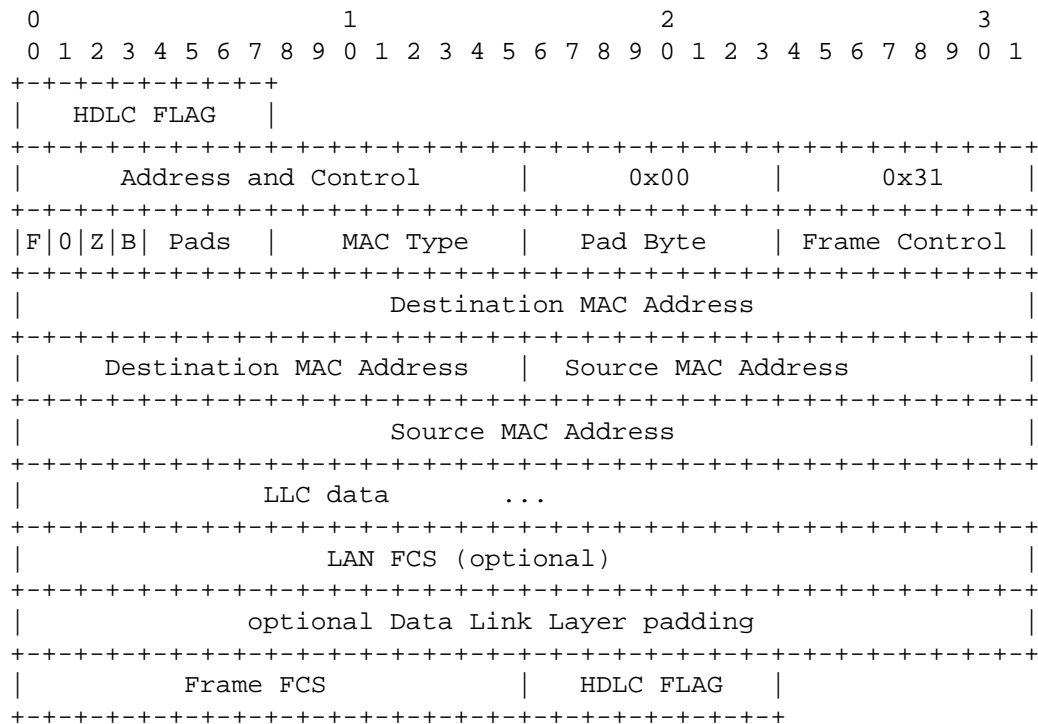 0                   1                   2                   3
 0 1 2 3 4 5 6 7 8 9 0 1 2 3 4 5 6 7 8 9 0 1 2 3 4 5 6 7 8 9 0 1
+-+-+-+-+-+-+-+-+
|   HDLC FLAG   |
+-+-+-+-+-+-+-+-+-+-+-+-+-+-+-+-+-+-+-+-+-+-+-+-+-+-+-+-+-+-+-+-+
|      Address and Control      |      0x00     |      0x31     |
+-+-+-+-+-+-+-+-+-+-+-+-+-+-+-+-+-+-+-+-+-+-+-+-+-+-+-+-+-+-+-+-+
|F|0|Z|B| Pads  |    MAC Type   |   Pad Byte    | Frame Control |
+-+-+-+-+-+-+-+-+-+-+-+-+-+-+-+-+-+-+-+-+-+-+-+-+-+-+-+-+-+-+-+-+
|                       Destination MAC Address                 |
+-+-+-+-+-+-+-+-+-+-+-+-+-+-+-+-+-+-+-+-+-+-+-+-+-+-+-+-+-+-+-+-+
|     Destination MAC Address   |  Source MAC Address           |
+-+-+-+-+-+-+-+-+-+-+-+-+-+-+-+-+-+-+-+-+-+-+-+-+-+-+-+-+-+-+-+-+
|                       Source MAC Address                      |
+-+-+-+-+-+-+-+-+-+-+-+-+-+-+-+-+-+-+-+-+-+-+-+-+-+-+-+-+-+-+-+-+
|               LLC data       ...
+-+-+-+-+-+-+-+-+-+-+-+-+-+-+-+-+-+-+-+-+-+-+-+-+-+-+-+-+-+-+-+-+
|                   LAN FCS (optional)                          |
+-+-+-+-+-+-+-+-+-+-+-+-+-+-+-+-+-+-+-+-+-+-+-+-+-+-+-+-+-+-+-+-+
|              optional Data Link Layer padding                 |
+-+-+-+-+-+-+-+-+-+-+-+-+-+-+-+-+-+-+-+-+-+-+-+-+-+-+-+-+-+-+-+-+
|          Frame FCS            |   HDLC FLAG   |
+-+-+-+-+-+-+-+-+-+-+-+-+-+-+-+-+-+-+-+-+-+-+-+-+